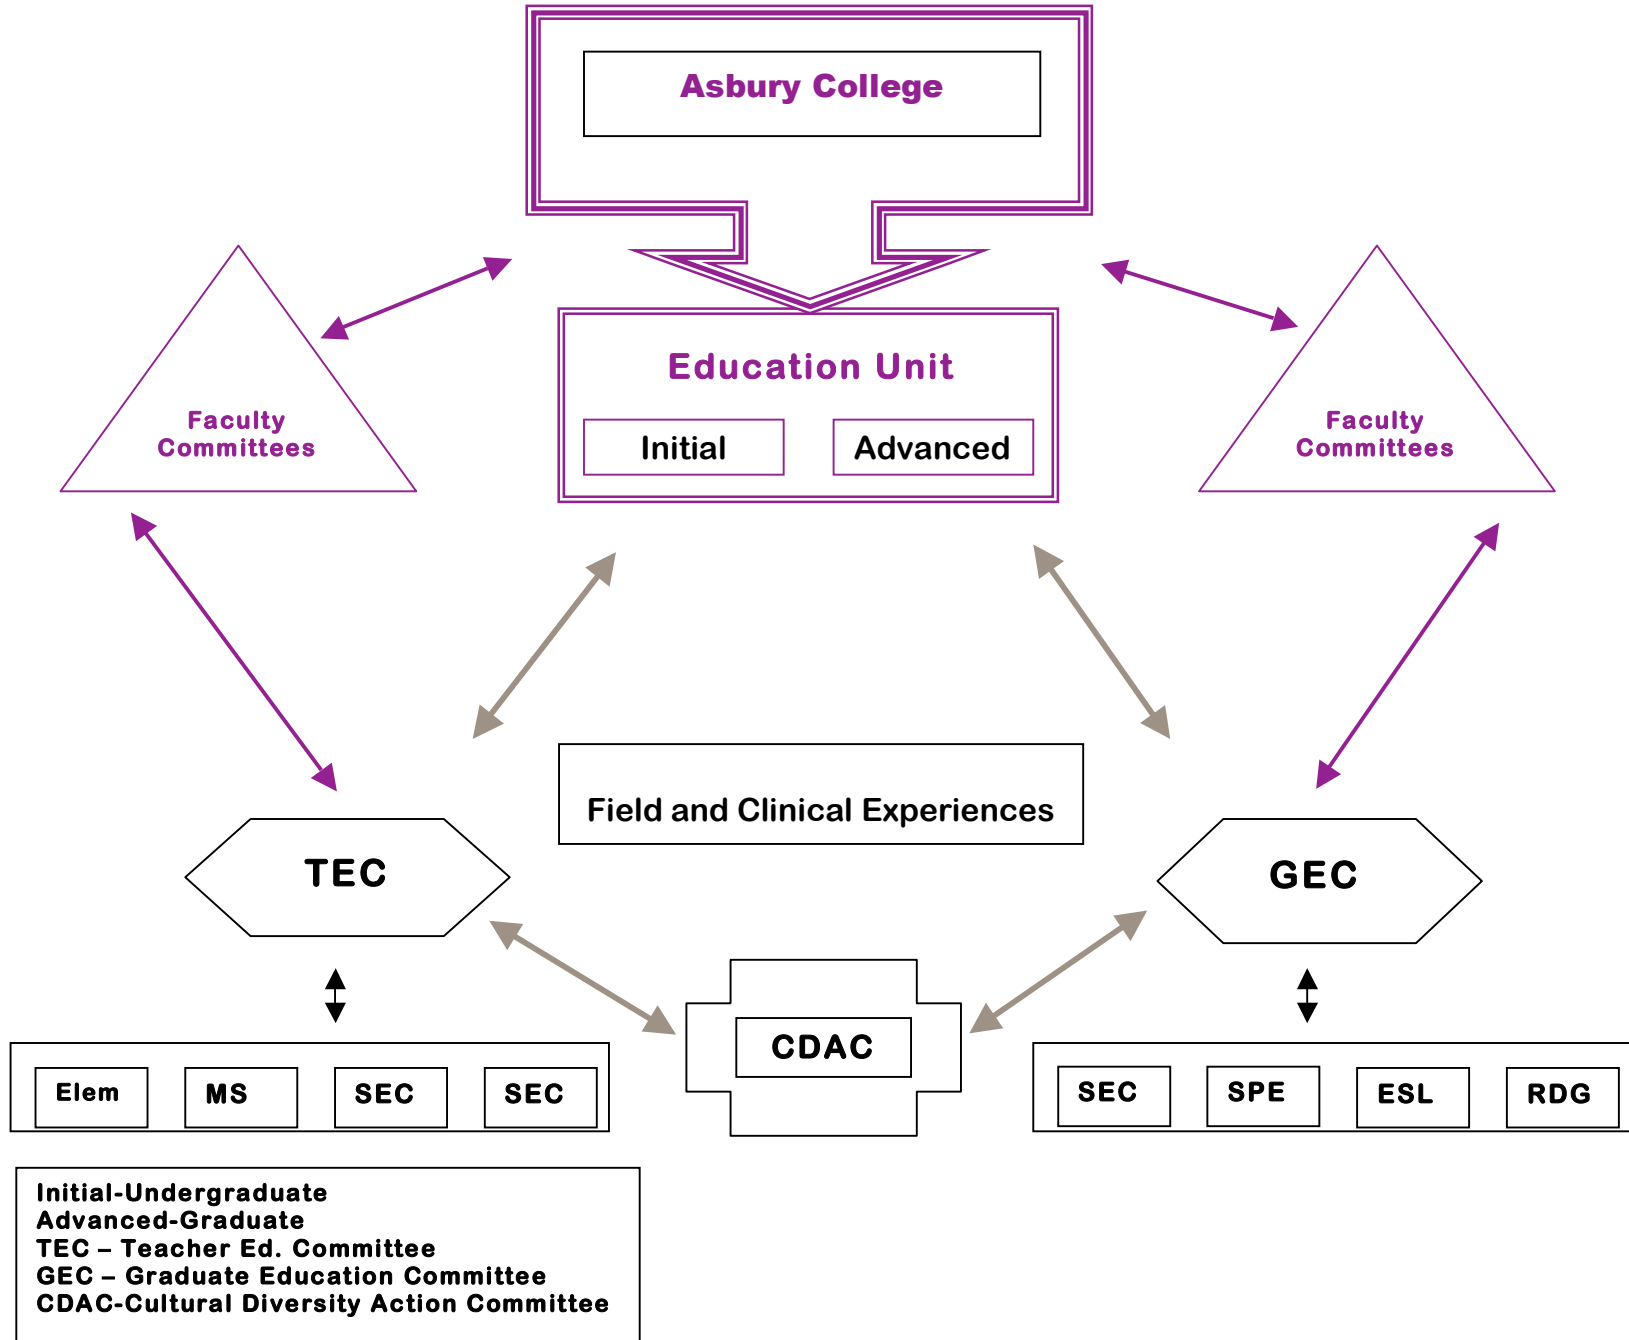 Asbury College
Education Unit
Initial
Advanced
Faculty
Committees
Faculty
Committees
Field and Clinical Experiences
TEC
GEC
CDAC
Elem
MS
SEC
SEC
SEC
SPE
ESL
RDG
Initial-Undergraduate
Advanced-Graduate
TEC – Teacher Ed. Committee
GEC – Graduate Education Committee
CDAC-Cultural Diversity Action Committee